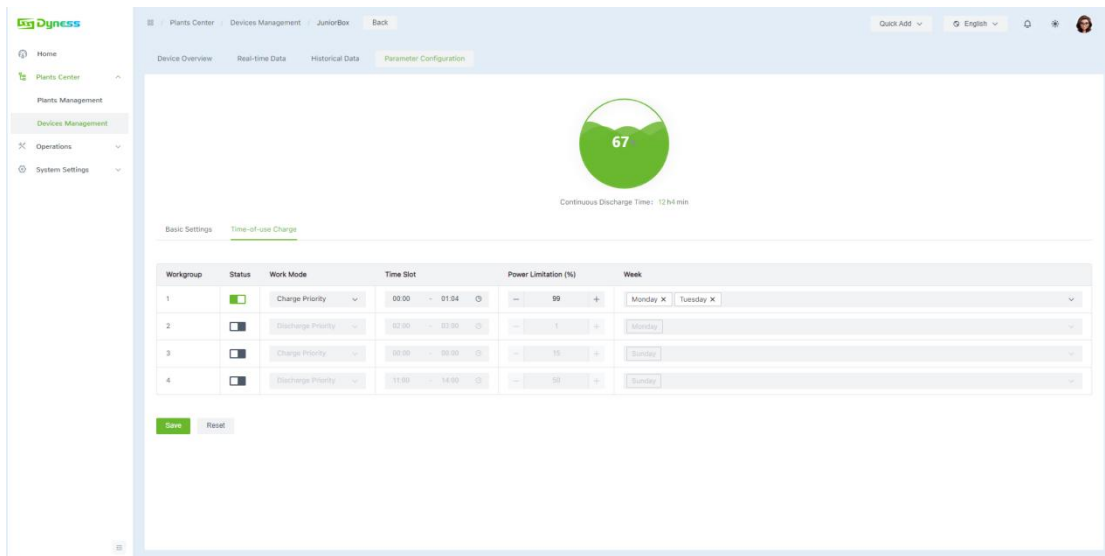 Dyness
Plants Center / Devices Management / JuniorBox Back
Quick Add English
Home
Plants Center
Plants Management
Devices Management
Operations
System Settings
Device Overview Real-time Data Historical Data Parameter Configuration
67
Continuous Discharge Time: 12 h4 min
Basic Settings Time-of-use Charge
Workgroup Status Work Mode Time Slot Power Limitation (%) Week
1 Charge Priority 00:00 - 01:04 − 99 + Monday × Tuesday ×
2 Discharge Priority 02:00 - 03:00 − 1 + Monday
3 Charge Priority 00:00 - 00:00 − 15 + Sunday
4 Discharge Priority 11:00 - 14:00 − 50 + Sunday
Save Reset